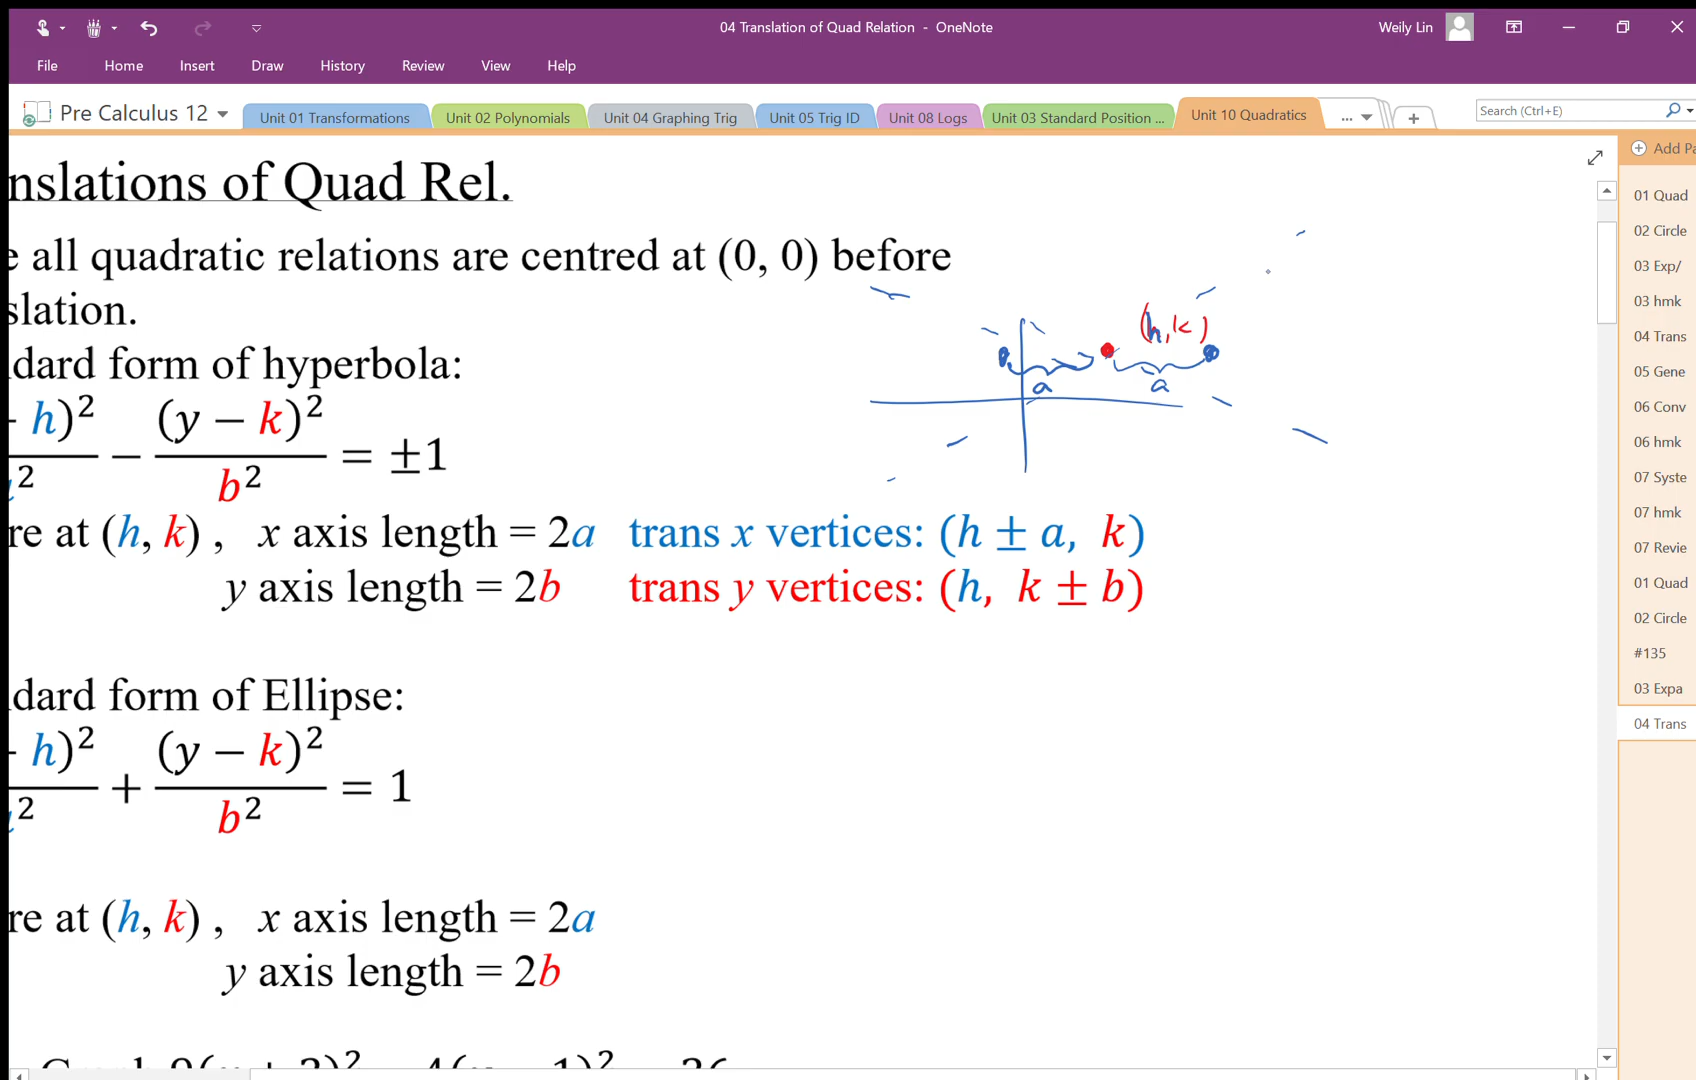 04 Translation of Quad Relation - OneNote
Weily Lin
File Home Insert Draw History Review View Help
Pre Calculus 12
Unit 01 Transformations
Unit 02 Polynomials
Unit 04 Graphing Trig
Unit 05 Trig ID
Unit 08 Logs
Unit 03 Standard Position ...
Unit 10 Quadratics
...
Search (Ctrl+E)
nslations of Quad Rel.
e all quadratic relations are centred at (0, 0) before
slation.
dard form of hyperbola:
- h)² / ² − (y − k)² / b² = ±1
re at (h, k) , x axis length = 2a trans x vertices: (h ± a, k)
y axis length = 2b trans y vertices: (h, k ± b)
dard form of Ellipse:
- h)² / ² + (y − k)² / b² = 1
re at (h, k) , x axis length = 2a
y axis length = 2b
(h,k)
a
a
Add Pa
01 Quad
02 Circle
03 Exp/
03 hmk
04 Trans
05 Gene
06 Conv
06 hmk
07 Syste
07 hmk
07 Revie
01 Quad
02 Circle
#135
03 Expa
04 Trans